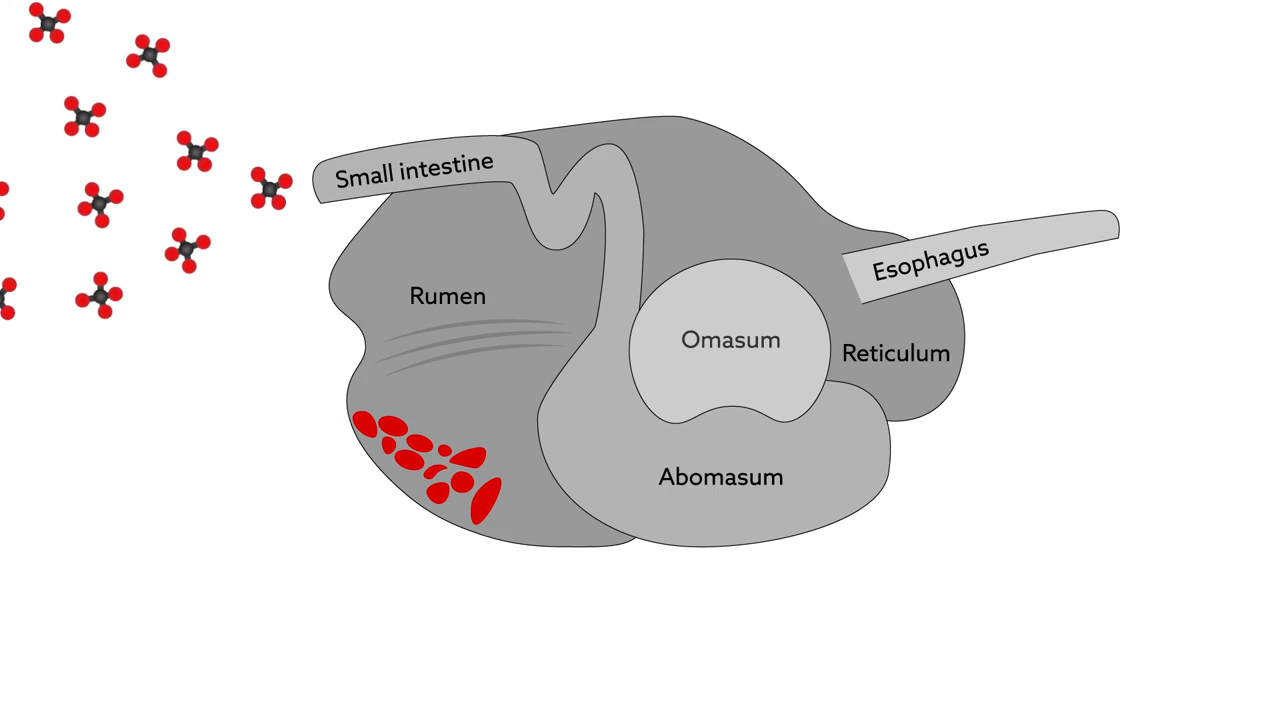 Small intestine
Esophagus
Rumen
Omasum
Reticulum
Abomasum